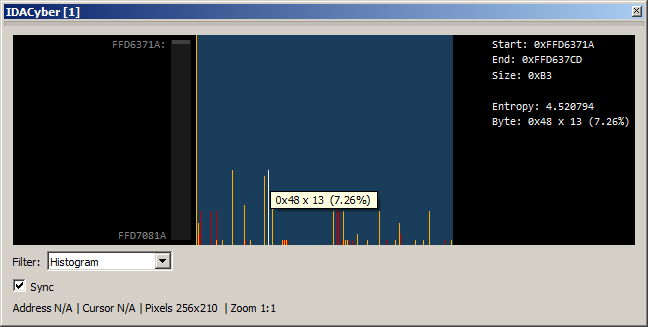 IDACyber [1]
FFD6371A:
Start: 0xFFD6371A
End: 0xFFD637CD
Size: 0xB3
Entropy: 4.520794
Byte: 0x48 x 13 (7.26%)
0x48 x 13 (7.26%)
FFD7081A
Filter: Histogram
Sync
Address N/A | Cursor N/A | Pixels 256x210 | Zoom 1:1